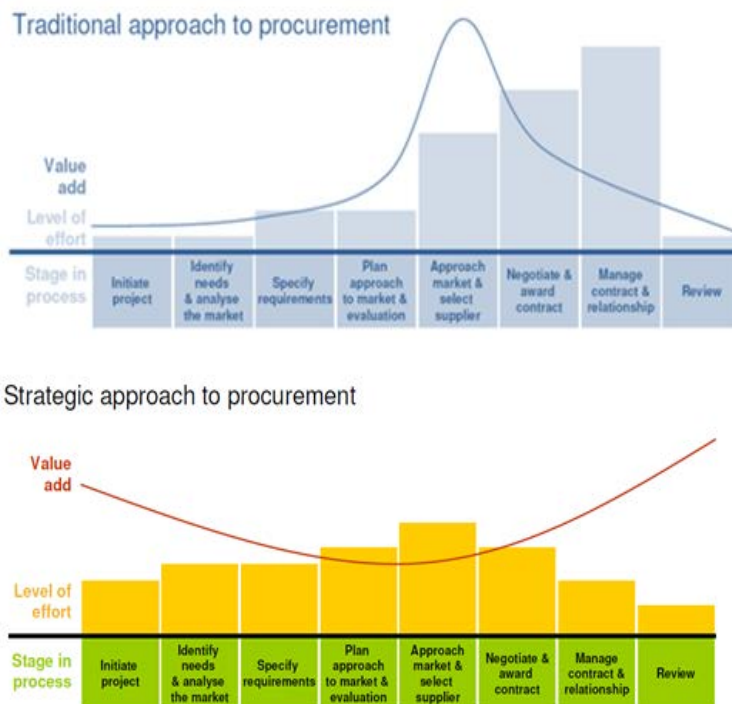 Traditional approach to procurement
Value
add
Level of
effort
Stage in
process
Initiate
project
Identify
needs
& analyse
the market
Specify
requirements
Plan
approach
to market &
evaluation
Approach
market &
select
supplier
Negotiate &
award
contract
Manage
contract &
relationship
Review
Strategic approach to procurement
Value
add
Level of
effort
Stage in
process
Initiate
project
Identify
needs
& analyse
the market
Specify
requirements
Plan
approach
to market &
evaluation
Approach
market &
select
supplier
Negotiate &
award
contract
Manage
contract &
relationship
Review